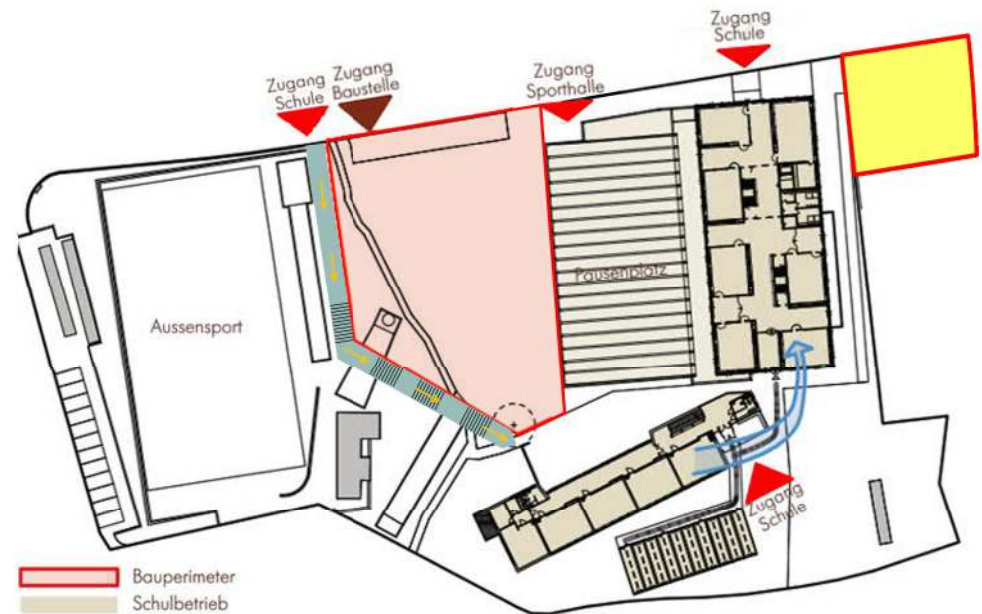 Zugang
Schule
Zugang
Baustelle
Zugang
Sporthalle
Zugang
Schule
Aussensport
Pausenplatz
Zugang
Schule
Bauperimeter
Schulbetrieb